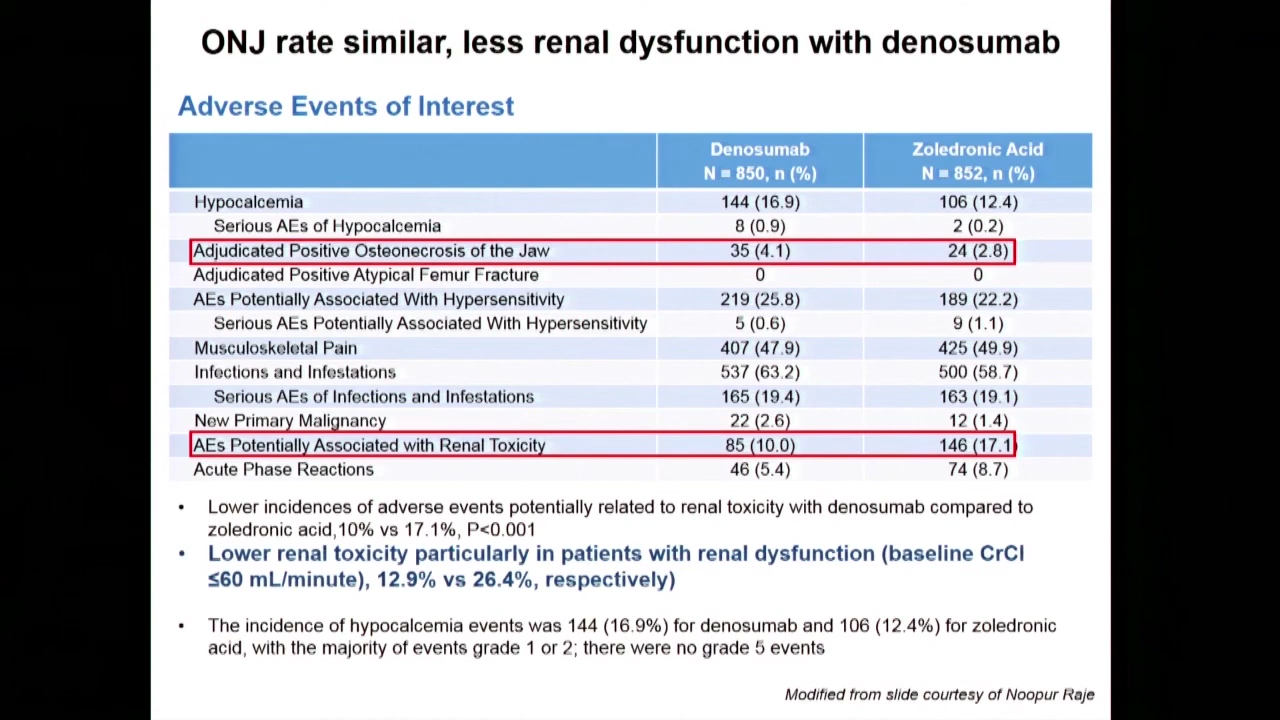 ONJ rate similar, less renal dysfunction with denosumab
Adverse Events of Interest
Denosumab Zoledronic Acid
N = 850, n (%) N = 852, n (%)
Hypocalcemia 144 (16.9) 106 (12.4)
Serious AEs of Hypocalcemia 8 (0.9) 2 (0.2)
Adjudicated Positive Osteonecrosis of the Jaw 35 (4.1) 24 (2.8)
Adjudicated Positive Atypical Femur Fracture 0 0
AEs Potentially Associated With Hypersensitivity 219 (25.8) 189 (22.2)
Serious AEs Potentially Associated With Hypersensitivity 5 (0.6) 9 (1.1)
Musculoskeletal Pain 407 (47.9) 425 (49.9)
Infections and Infestations 537 (63.2) 500 (58.7)
Serious AEs of Infections and Infestations 165 (19.4) 163 (19.1)
New Primary Malignancy 22 (2.6) 12 (1.4)
AEs Potentially Associated with Renal Toxicity 85 (10.0) 146 (17.1)
Acute Phase Reactions 46 (5.4) 74 (8.7)
• Lower incidences of adverse events potentially related to renal toxicity with denosumab compared to
zoledronic acid,10% vs 17.1%, P<0.001
• Lower renal toxicity particularly in patients with renal dysfunction (baseline CrCl
≤60 mL/minute), 12.9% vs 26.4%, respectively)
• The incidence of hypocalcemia events was 144 (16.9%) for denosumab and 106 (12.4%) for zoledronic
acid, with the majority of events grade 1 or 2; there were no grade 5 events
Modified from slide courtesy of Noopur Raje